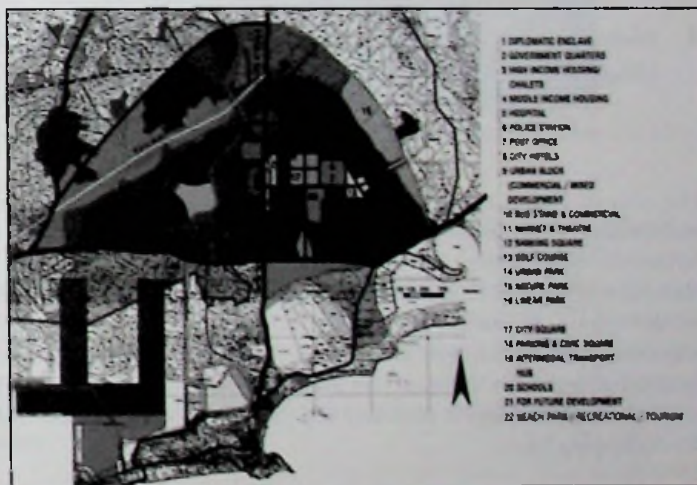 1 DIPLOMATIC ENCLAVE
2 GOVERNMENT QUARTERS
3 HIGH INCOME HOUSING/
CHALETS
4 MIDDLE INCOME HOUSING
5 HOSPITAL
6 POLICE STATION
7 POST OFFICE
8 CITY HOTELS
9 URBAN BLOCK
(COMMERCIAL / MIXED
DEVELOPMENT
10 BUS STAND & COMMERCIAL
11 MARKET & THEATRE
12 BANKING SQUARE
13 GOLF COURSE
14 URBAN PARK
15 NATURE PARK
16 LINEAR PARK
17 CITY SQUARE
18 PARKING & CIVIC SQUARE
19 INTERMODAL TRANSPORT
HUB
20 SCHOOLS
21 FOR FUTURE DEVELOPMENT
22 BEACH PARK - RECREATIONAL - TOURISM